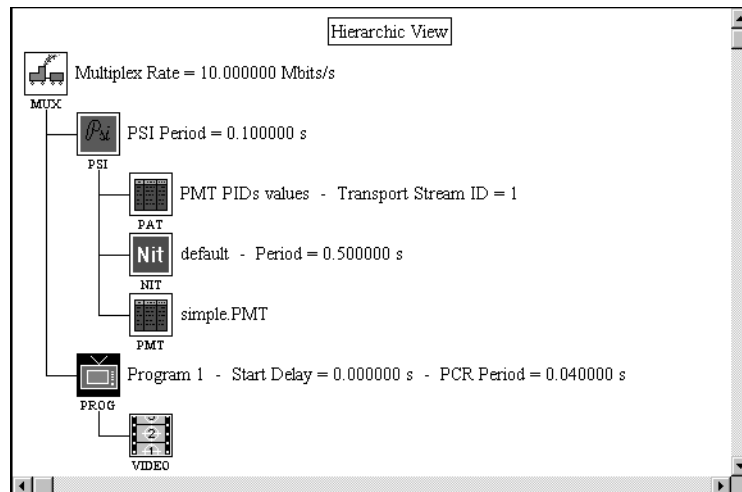 Hierarchic View
Multiplex Rate = 10.000000 Mbits/s
MUX
Psi
PSI Period = 0.100000 s
PSI
PMT PIDs values - Transport Stream ID = 1
PAT
Nit
default - Period = 0.500000 s
NIT
simple.PMT
PMT
Program 1 - Start Delay = 0.000000 s - PCR Period = 0.040000 s
PROG
3
2
1
VIDEO